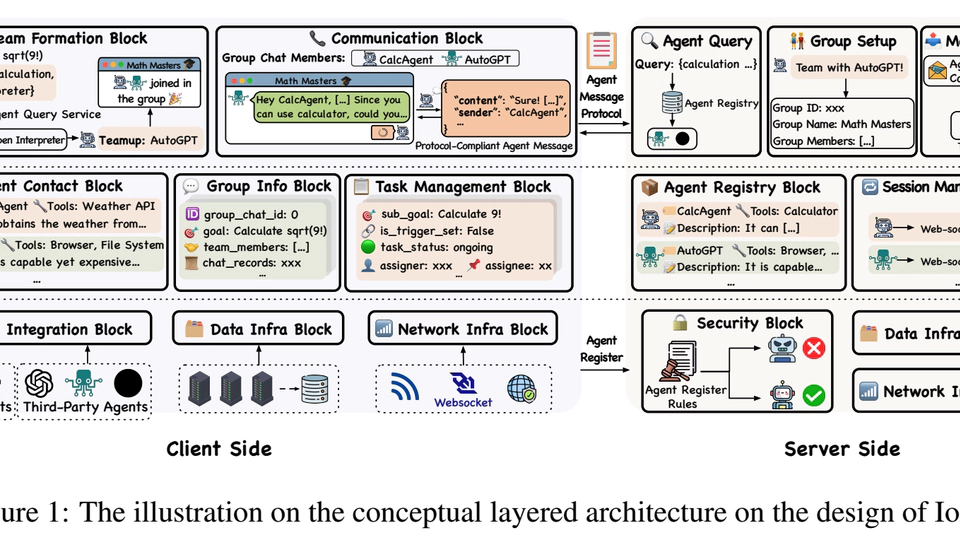 eam Formation Block
sqrt(9!)
alculation,
preter}
Math Masters
joined in
the group
gent Query Service
pen Interpreter
Teamup: AutoGPT
Communication Block
Group Chat Members:
CalcAgent
AutoGPT
Math Masters
Hey CalcAgent, [...] Since you
can use calculator, could you...
{
"content": "Sure! [...]",
"sender": "CalcAgent",
...
}
Protocol-Compliant Agent Message
Agent
Message
Protocol
Agent Query
Query: {calculation ...}
Agent Registry
Group Setup
Team with AutoGPT!
Group ID: xxx
Group Name: Math Masters
Group Members: [...]
M
Ag
Co
ent Contact Block
Agent Tools: Weather API
obtains the weather from...
Tools: Browser, File System
s capable yet expensive...
...
Group Info Block
ID group_chat_id: 0
goal: Calculate sqrt(9!)
team_members: [...]
chat_records: xxx
...
Task Management Block
sub_goal: Calculate 9!
is_trigger_set: False
task_status: ongoing
assigner: xxx assignee: xx
...
Agent Registry Block
CalcAgent Tools: Calculator
Description: It can [...]
AutoGPT Tools: Browser, ...
Description: It is capable...
...
Session Man
Web-soc
Web-soc
Integration Block
ts
Third-Party Agents
Data Infra Block
Network Infra Block
Websocket
Agent
Register
Security Block
Agent Register
Rules
Data Infra
Network In
Client Side
Server Side
ure 1: The illustration on the conceptual layered architecture on the design of Io